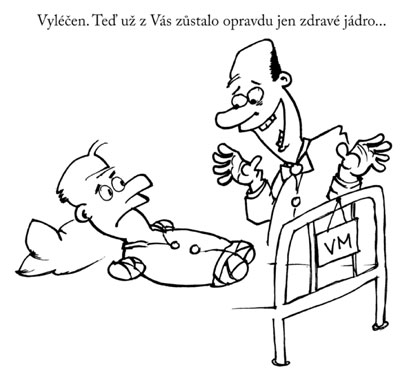 Vyléčen. Teď už z Vás zůstalo opravdu jen zdravé jádro...
VM